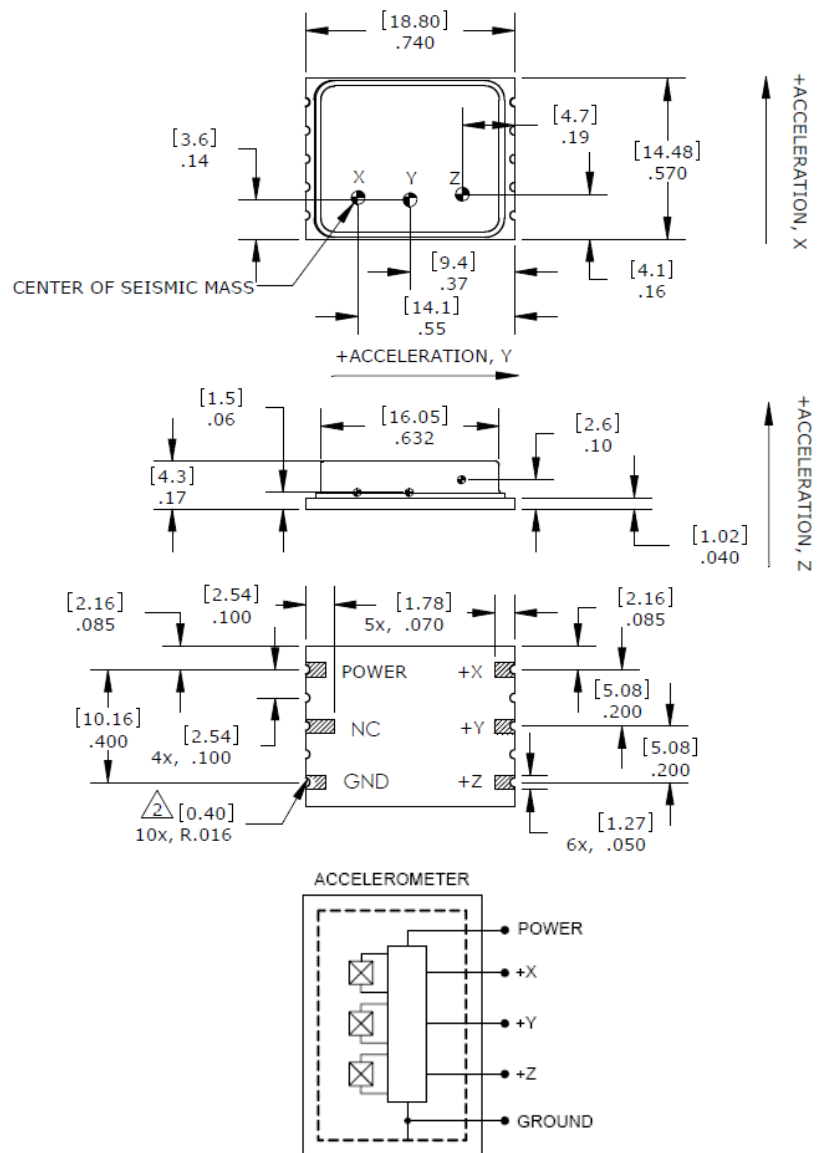 [18.80]
.740
[4.7]
.19
[3.6]
.14
[14.48]
.570
X
Y
Z
+ACCELERATION, X
[9.4]
.37
[4.1]
.16
CENTER OF SEISMIC MASS
[14.1]
.55
+ACCELERATION, Y
[1.5]
.06
[16.05]
.632
[2.6]
.10
[4.3]
.17
[1.02]
.040
+ACCELERATION, Z
[2.16]
.085
[2.54]
.100
[1.78]
5x, .070
[2.16]
.085
POWER
+X
[10.16]
.400
[2.54]
4x, .100
NC
+Y
[5.08]
.200
[5.08]
.200
GND
+Z
2 [0.40]
10x, R.016
[1.27]
6x, .050
ACCELEROMETER
POWER
+X
+Y
+Z
GROUND